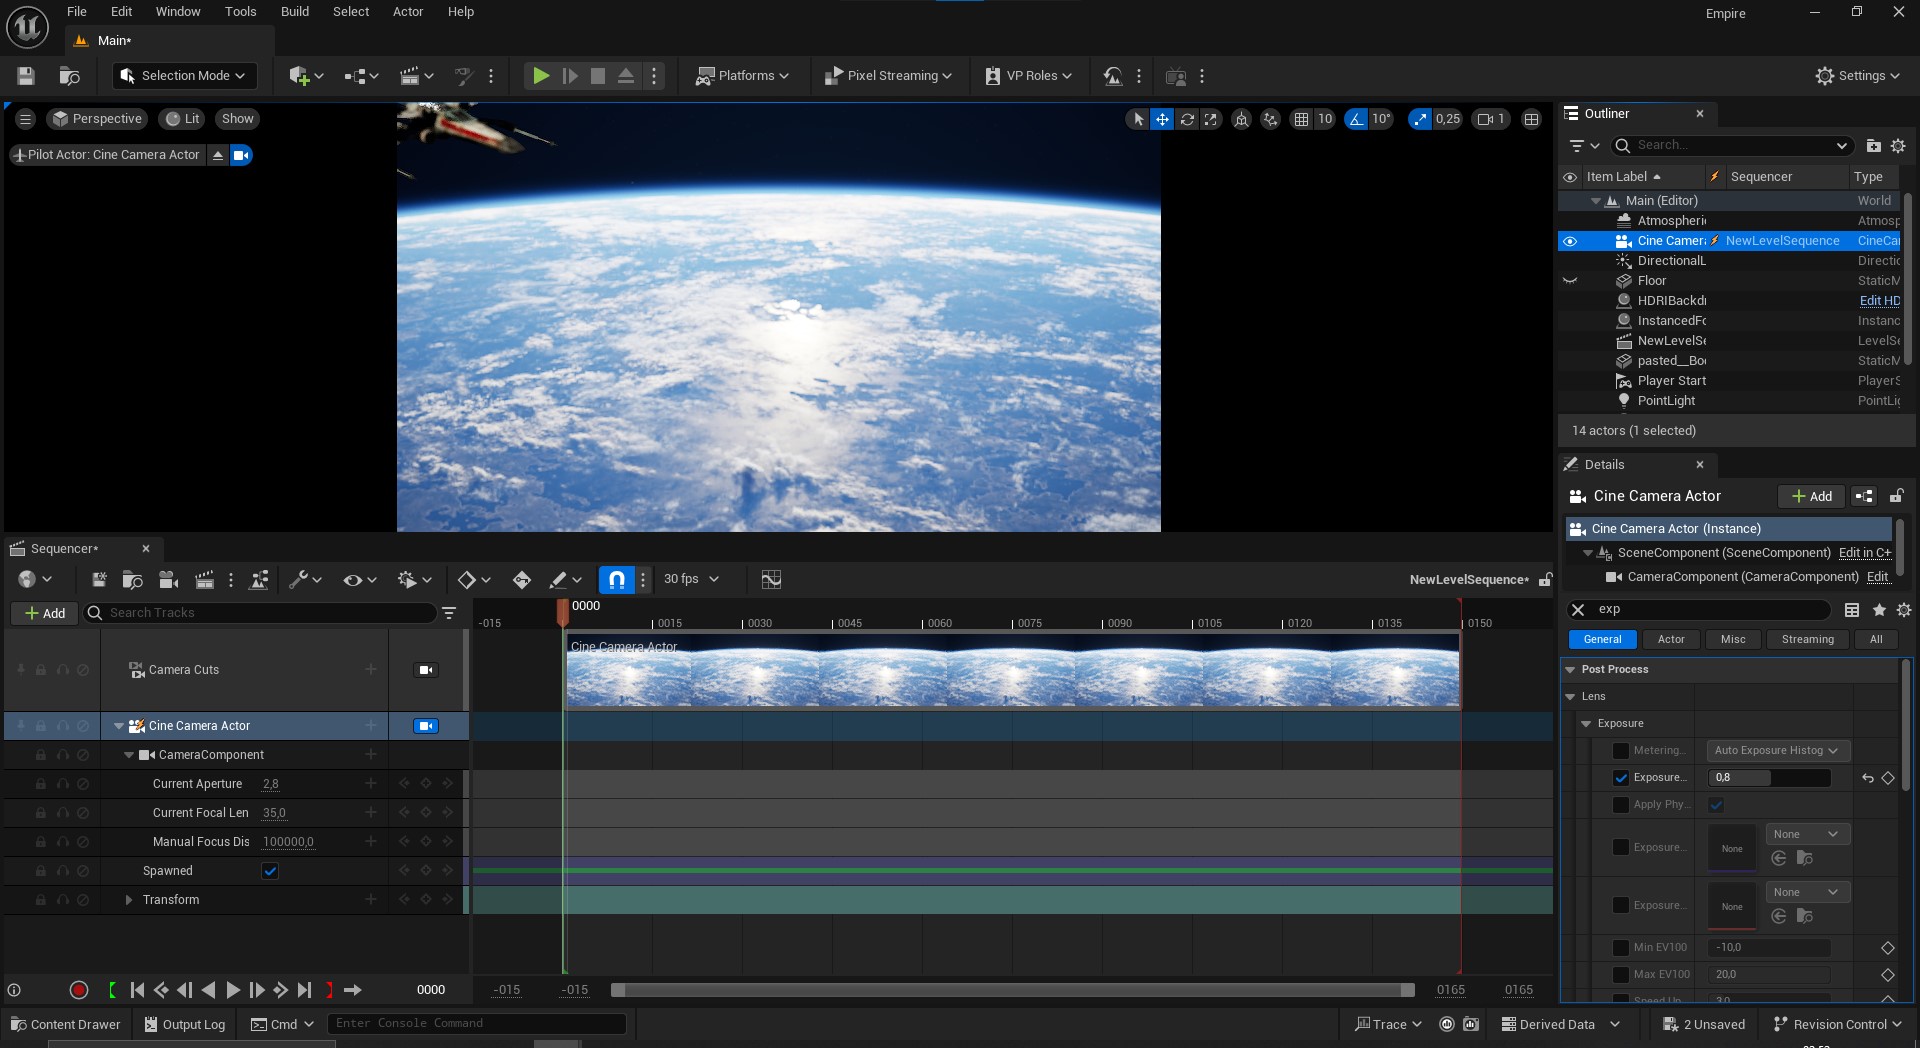 File Edit Window Tools Build Select Actor Help
Empire
Main*
Selection Mode
Platforms
Pixel Streaming
VP Roles
Settings
Perspective
Lit
Show
10
10°
0,25
1
Pilot Actor: Cine Camera Actor
Outliner
Search...
Item Label
Sequencer
Type
Main (Editor)
World
Atmospheri
Atmosp
Cine Camer
NewLevelSequence
CineCa
DirectionalL
Directio
Floor
StaticM
HDRIBackdr
Edit HD
InstancedFo
Instanc
NewLevelSe
LevelSe
pasted__Bo
StaticM
Player Start
PlayerS
PointLight
PointLig
14 actors (1 selected)
Details
Cine Camera Actor
Add
Cine Camera Actor (Instance)
SceneComponent (SceneComponent)
Edit in C+
CameraComponent (CameraComponent)
Edit
exp
General
Actor
Misc
Streaming
All
Post Process
Lens
Exposure
Metering...
Auto Exposure Histog
Exposure...
0,8
Apply Phy...
Exposure...
None
None
Exposure...
None
None
Min EV100
-10,0
Max EV100
20,0
Speed Up
3,0
Sequencer*
30 fps
NewLevelSequence*
Add
Search Tracks
0000
-015
0015
0030
0045
0060
0075
0090
0105
0120
0135
0150
Camera Cuts
Cine Camera Actor
Cine Camera Actor
CameraComponent
Current Aperture
2,8
Current Focal Len
35,0
Manual Focus Dis
100000,0
Spawned
Transform
0000
-015
-015
0165
0165
Content Drawer
Output Log
Cmd
Enter Console Command
Trace
Derived Data
2 Unsaved
Revision Control